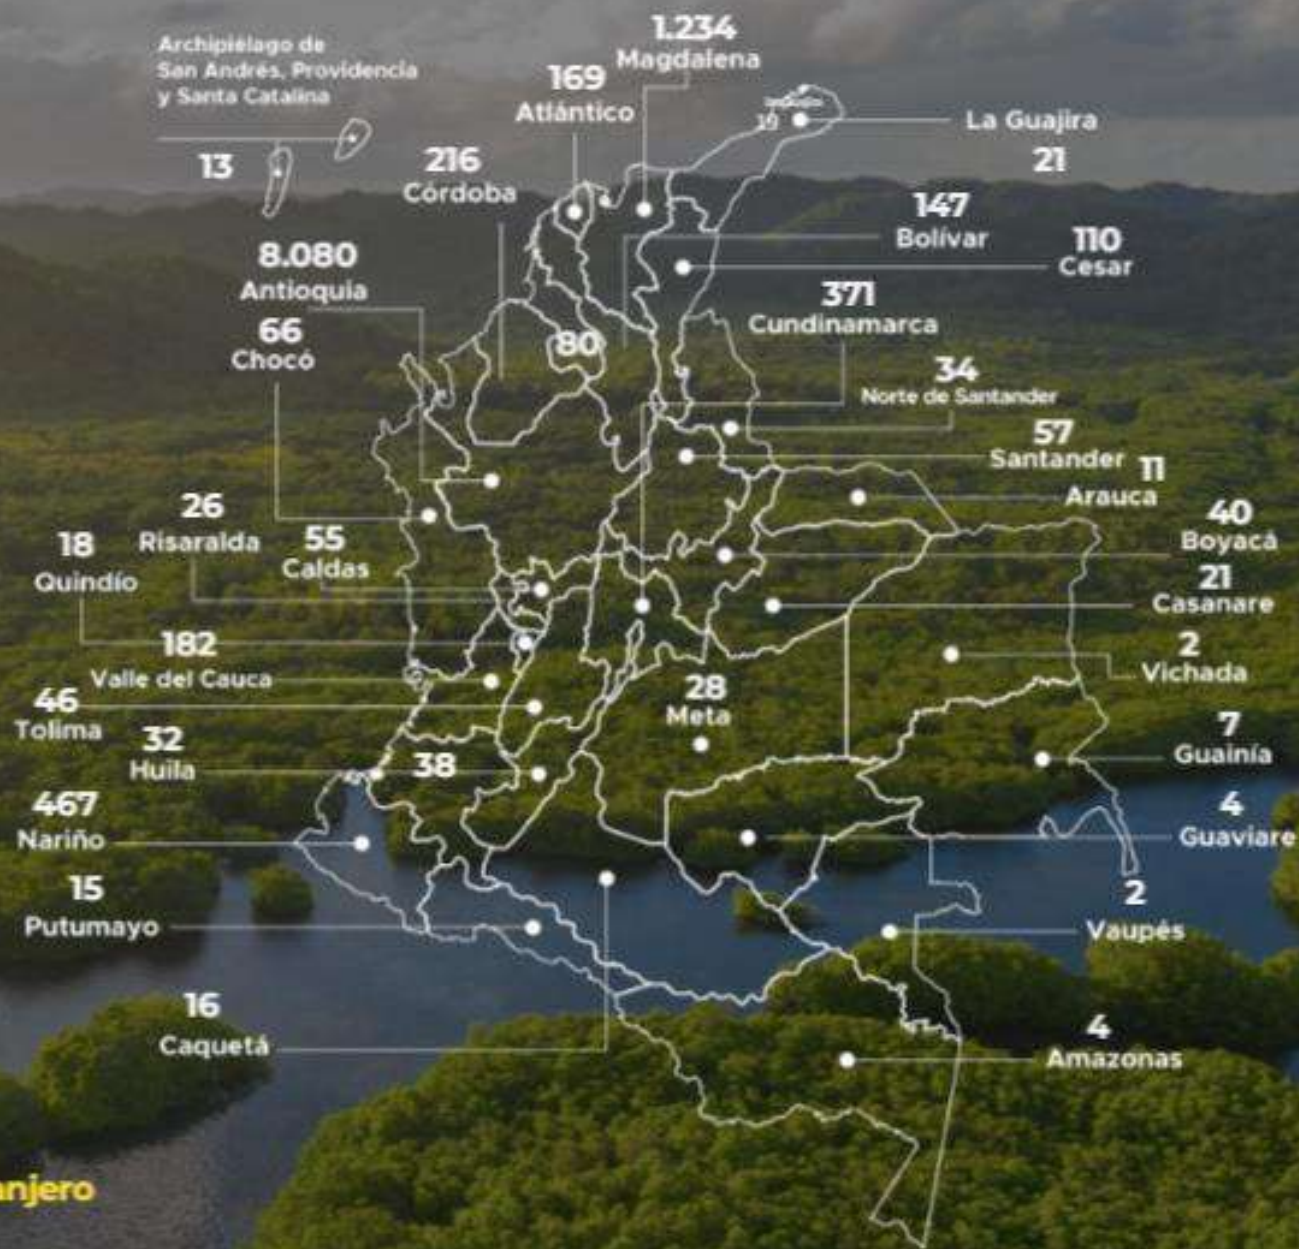 Archipiélago de
San Andrés, Providencia
y Santa Catalina
13
1.234
Magdalena
169
Atlántico
19
La Guajira
21
216
Córdoba
147
Bolívar
110
Cesar
8.080
Antioquia
371
Cundinamarca
66
Chocó
80
34
Norte de Santander
57
Santander
11
Arauca
26
Risaralda
55
Caldas
40
Boyacá
18
Quindío
21
Casanare
182
Valle del Cauca
2
Vichada
46
Tolima
28
Meta
32
Huila
38
7
Guainía
467
Nariño
4
Guaviare
15
Putumayo
2
Vaupés
16
Caquetá
4
Amazonas
anjero